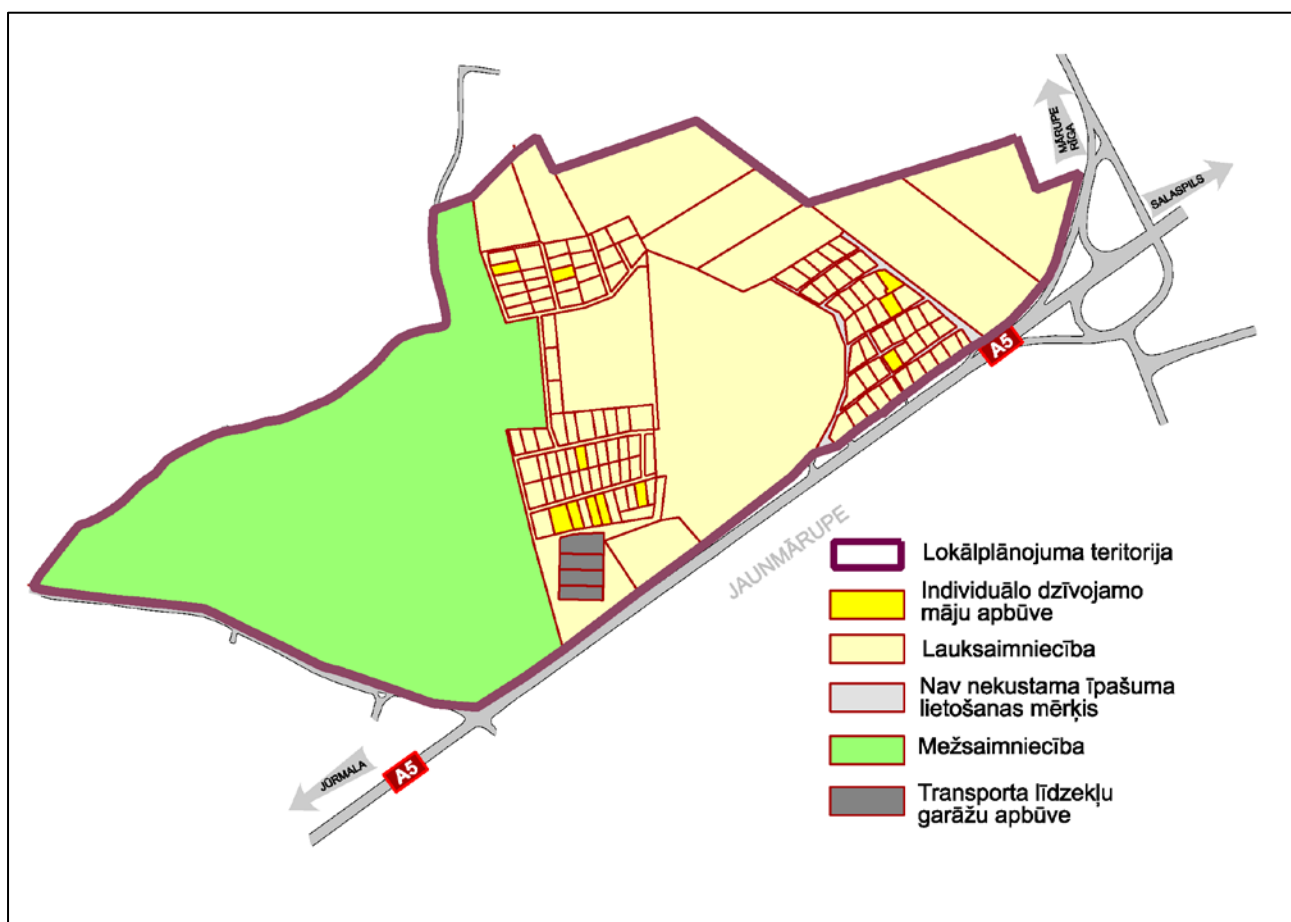 MĀRUPE
RĪGA
SALASPILS
A5
JAUNMĀRUPE
Lokālplānojuma teritorija
Individuālo dzīvojamo
māju apbūve
Lauksaimniecība
Nav nekustama īpašuma
lietošanas mērķis
Mežsaimniecība
Transporta līdzekļu
garāžu apbūve
JŪRMALA
A5